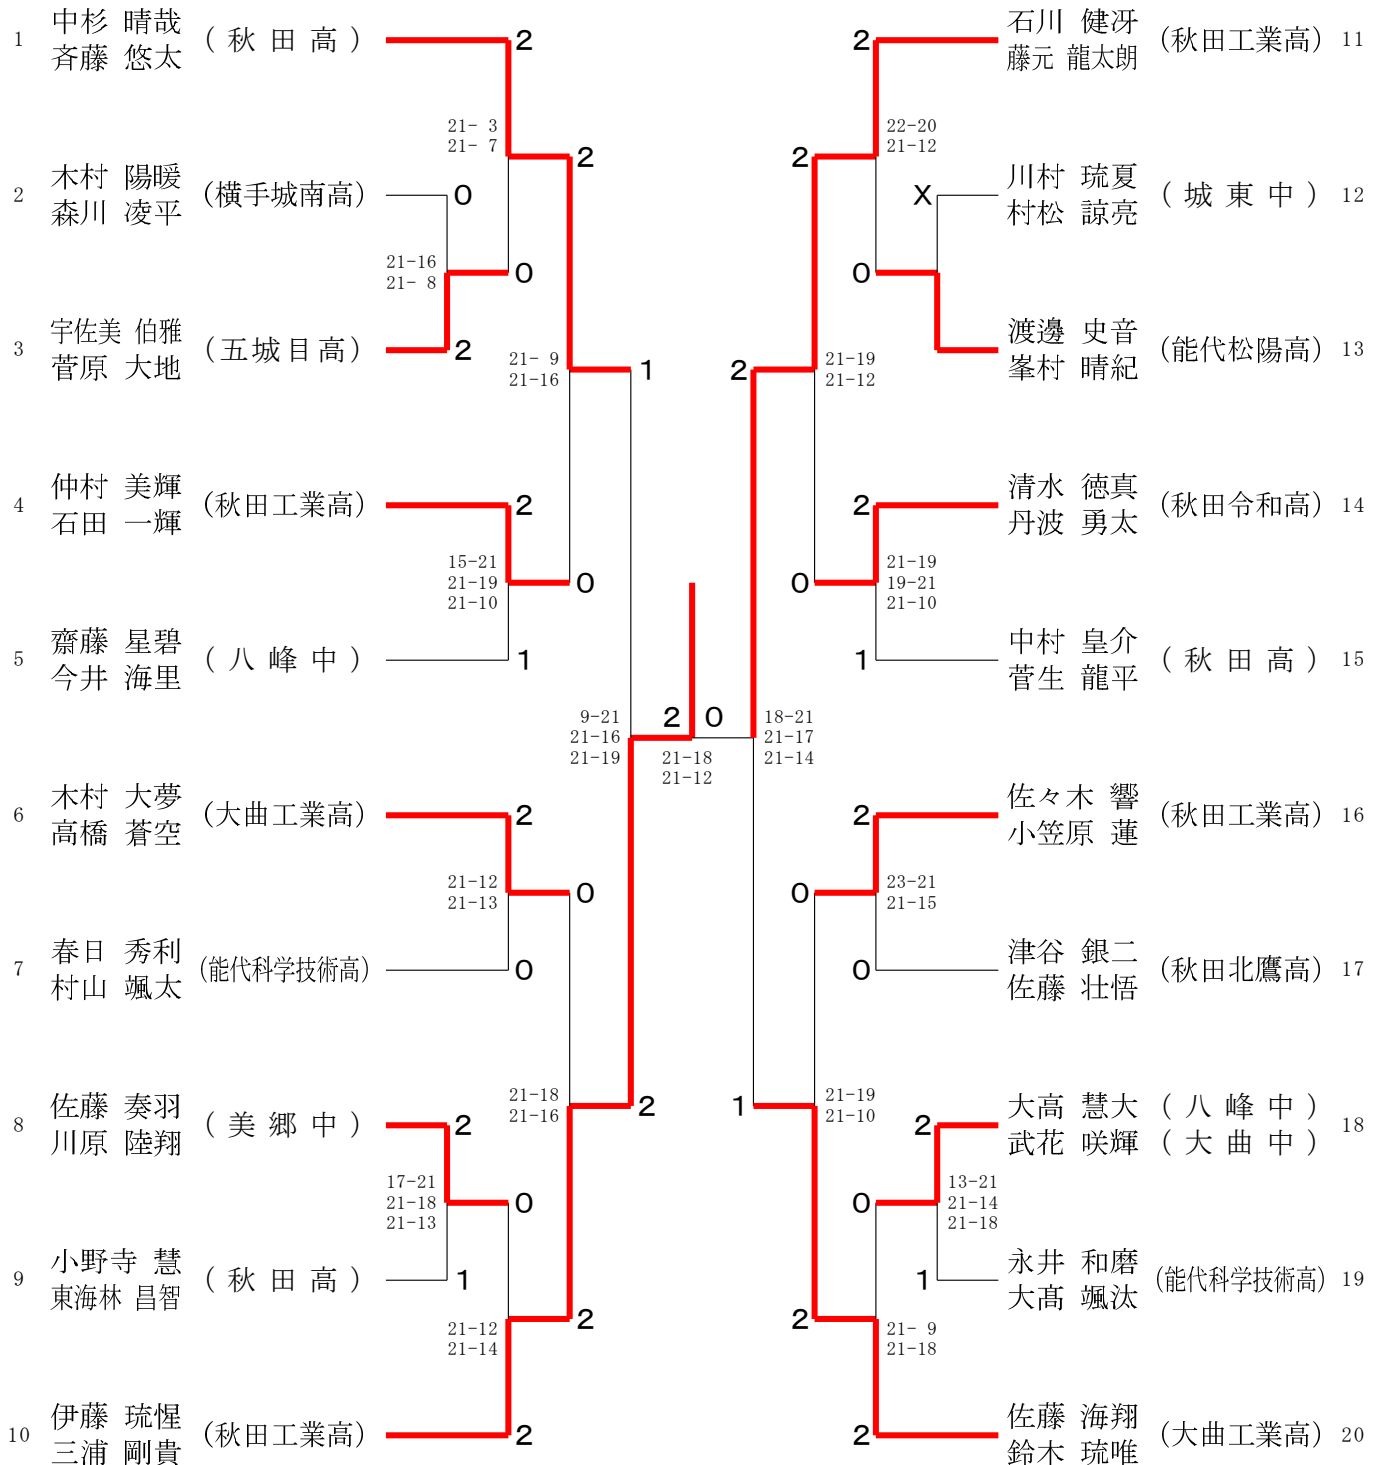 1 中杉 晴哉 (秋田高) 2
斉藤 悠太
21- 3
21- 7
2
2 木村 陽暖 (横手城南高) 0
森川 凌平
21-16
21- 8
0
3 宇佐美 伯雅 (五城目高) 2
菅原 大地
21- 9
21-16
1
4 仲村 美輝 (秋田工業高) 2
石田 一輝
15-21
21-19
21-10
0
5 齋藤 星碧 (八峰中) 1
今井 海里
9-21
21-16
21-19
2 0
21-18
21-12
6 木村 大夢 (大曲工業高) 2
高橋 蒼空
21-12
21-13
0
7 春日 秀利 (能代科学技術高) 0
村山 颯太
21-18
21-16
2
8 佐藤 奏羽 (美郷中) 2
川原 陸翔
17-21
21-18
21-13
0
9 小野寺 慧 (秋田高) 1
東海林 昌智
21-12
21-14
2
10 伊藤 琉惺 (秋田工業高) 2
三浦 剛貴
2 石川 健冴 (秋田工業高) 11
藤元 龍太朗
2
22-20
21-12
X 川村 琉夏 (城東中) 12
村松 諒亮
0
渡邊 史音 (能代松陽高) 13
峯村 晴紀
2
21-19
21-12
2 清水 徳真 (秋田令和高) 14
丹波 勇太
0
21-19
19-21
21-10
1 中村 皇介 (秋田高) 15
菅生 龍平
18-21
21-17
21-14
2 佐々木 響 (秋田工業高) 16
小笠原 蓮
0
23-21
21-15
0 津谷 銀二 (秋田北鷹高) 17
佐藤 壮悟
1
21-19
21-10
2 大高 慧大 (八峰中) 18
武花 咲輝 (大曲中)
0
13-21
21-14
21-18
1 永井 和磨 (能代科学技術高) 19
大髙 颯汰
2
21- 9
21-18
2 佐藤 海翔 (大曲工業高) 20
鈴木 琉唯